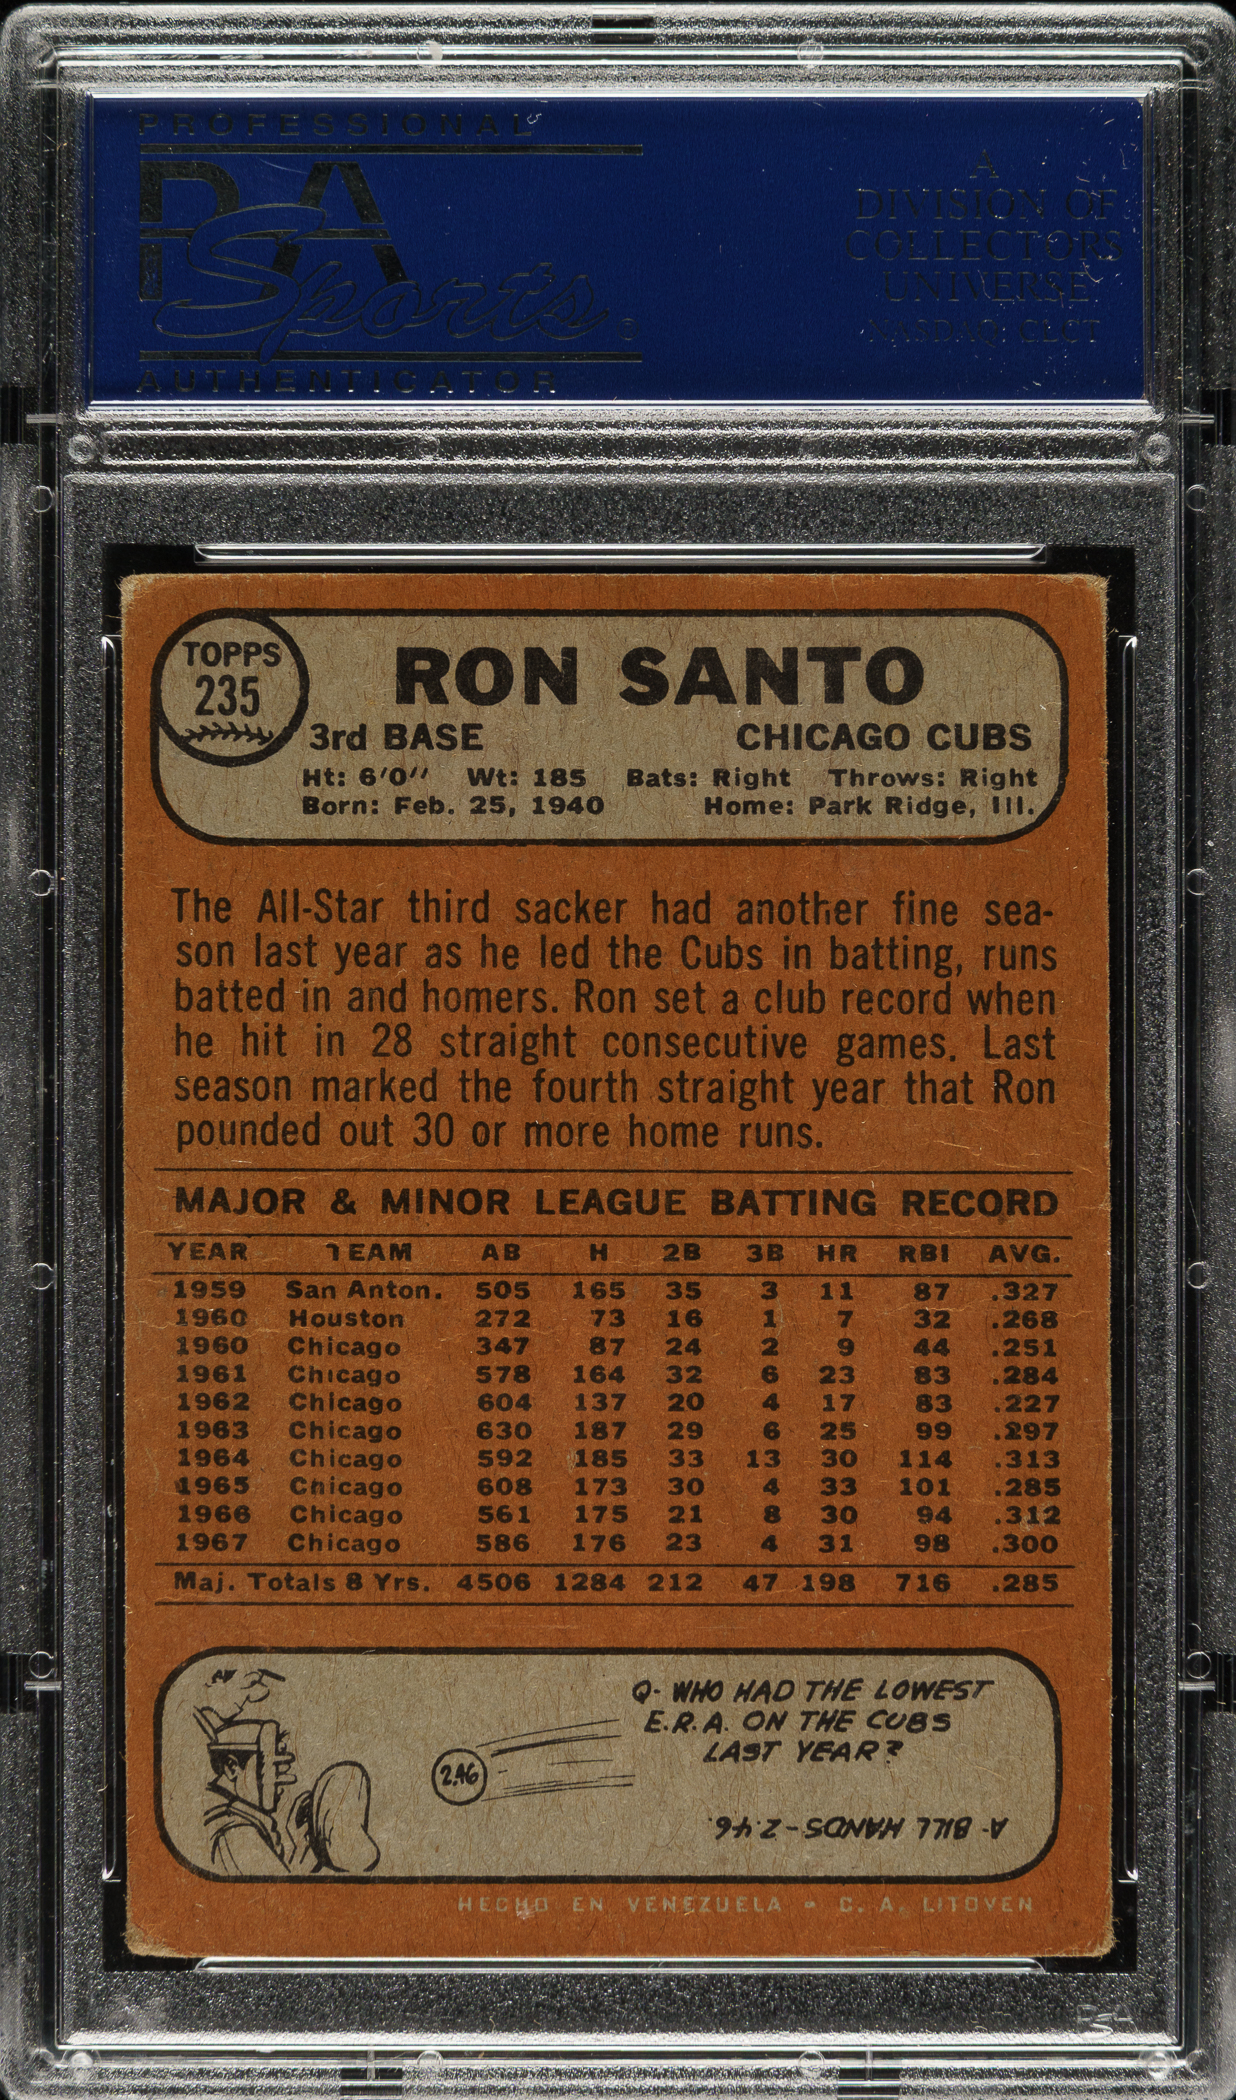 PROFESSIONAL
PSA
Sports ®
AUTHENTICATOR
A
DIVISION OF
COLLECTORS
UNIVERSE
NASDAQ: CLCT
TOPPS
235
RON SANTO
3rd BASE CHICAGO CUBS
Ht: 6'0'' Wt: 185 Bats: Right Throws: Right
Born: Feb. 25, 1940 Home: Park Ridge, Ill.
The All-Star third sacker had another fine sea-
son last year as he led the Cubs in batting, runs
batted in and homers. Ron set a club record when
he hit in 28 straight consecutive games. Last
season marked the fourth straight year that Ron
pounded out 30 or more home runs.
MAJOR & MINOR LEAGUE BATTING RECORD
YEAR TEAM AB H 2B 3B HR RBI AVG.
1959 San Anton. 505 165 35 3 11 87 .327
1960 Houston 272 73 16 1 7 32 .268
1960 Chicago 347 87 24 2 9 44 .251
1961 Chicago 578 164 32 6 23 83 .284
1962 Chicago 604 137 20 4 17 83 .227
1963 Chicago 630 187 29 6 25 99 .297
1964 Chicago 592 185 33 13 30 114 .313
1965 Chicago 608 173 30 4 33 101 .285
1966 Chicago 561 175 21 8 30 94 .312
1967 Chicago 586 176 23 4 31 98 .300
Maj. Totals 8 Yrs. 4506 1284 212 47 198 716 .285
Q- WHO HAD THE LOWEST
E.R.A. ON THE CUBS
LAST YEAR?
2.46
A- BILL HANDS-2.46.
HECHO EN VENEZUELA - C. A. LITOVEN
PSA